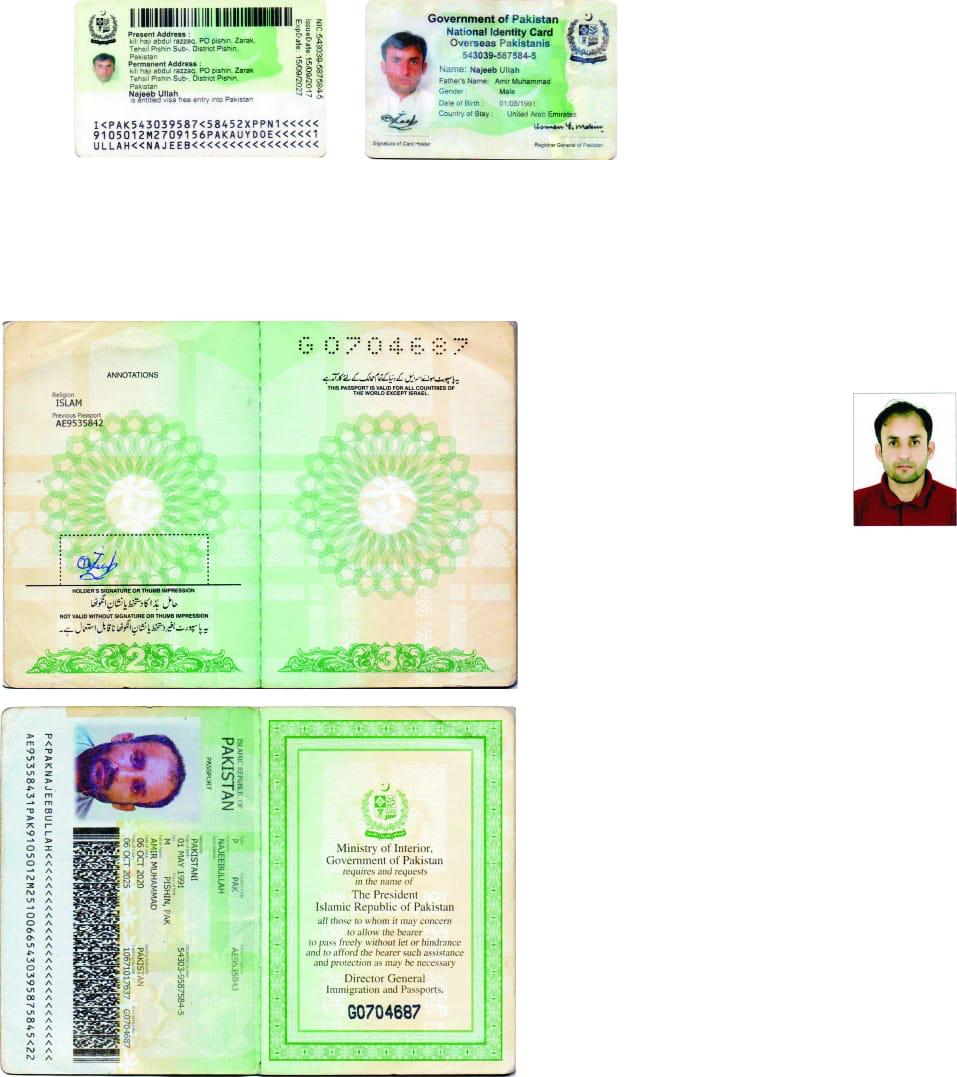 Present Address :
kili haji abdul razzaq, PO pishin, Zarak,
Tehsil Pishin Sub-, District Pishin,
Pakistan
Permanent Address :
kili haji abdul razzaq, PO pishin, Zarak
Tehsil Pishin Sub-, District Pishin,
Pakistan
Najeeb Ullah
is entitled visa free entry into Pakistan
NIC:543039-587584-5
IssueDate: 15/09/2017
ExpDate: 15/09/2027
I<PAK543039587<58452XPPN1<<<<<
9105012M2709156PAKAUYDOE<<<<<1
ULLAH<<NAJEEB<<<<<<<<<<<<<<<<<
Government of Pakistan
National Identity Card
Overseas Pakistanis
543039-587584-5
Name: Najeeb Ullah
Father's Name: Amir Muhammad
Gender : Male
Date of Birth : 01/05/1991
Country of Stay : United Arab Emirates
Signature of Card Holder
Registrar General of Pakistan
ANNOTATIONS
Religion
ISLAM
Previous Passport
AE9535842
HOLDER'S SIGNATURE OR THUMB IMPRESSION
حامل ہٰذا کا دستخط یا نشان انگوٹھا
NOT VALID WITHOUT SIGNATURE OR THUMB IMPRESSION
یہ پاسپورٹ بغیر دستخط یا نشان انگوٹھا ناقابل استعمال ہے۔
2
G0704687
یہ پاسپورٹ سوائے اسرائیل کے دنیا کے تمام ممالک کے لئے کارآمد ہے
THIS PASSPORT IS VALID FOR ALL COUNTRIES OF
THE WORLD EXCEPT ISRAEL.
3
ISLAMIC REPUBLIC OF
PAKISTAN
PASSPORT
P PAK AE9535843
NAJEEBULLAH
PAKISTANI
01 MAY 1991 54303-9587584-5
M PISHIN, PAK
AMIR MUHAMMAD
06 OCT 2020 PAKISTAN
06 OCT 2025 10671017637 G0704687
P<PAKNAJEEBULLAH<<<<<<<<<<<<<<<<<<<<<<<<<<<<
AE95358431PAK9105012M25100665430395875845<22
Ministry of Interior,
Government of Pakistan
requires and requests
in the name of
The President
Islamic Republic of Pakistan
all those to whom it may concern
to allow the bearer
to pass freely without let or hindrance
and to afford the bearer such assistance
and protection as may be necessary
Director General
Immigration and Passports.
G0704687